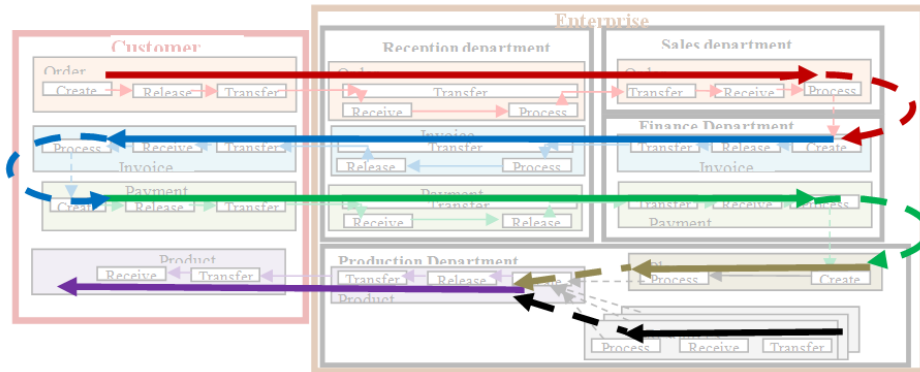 Enterprise
Customer
Reception department
Sales department
Order
Create
Release
Transfer
Transfer
Receive
Process
Transfer
Receive
Process
Invoice
Finance Department
Process
Receive
Transfer
Invoice
Release
Process
Transfer
Release
Create
Payment
Create
Release
Transfer
Payment
Transfer
Receive
Release
Transfer
Receive
Process
Payment
Product
Receive
Transfer
Production Department
Transfer
Release
Product
Process
Create
Process
Receive
Transfer